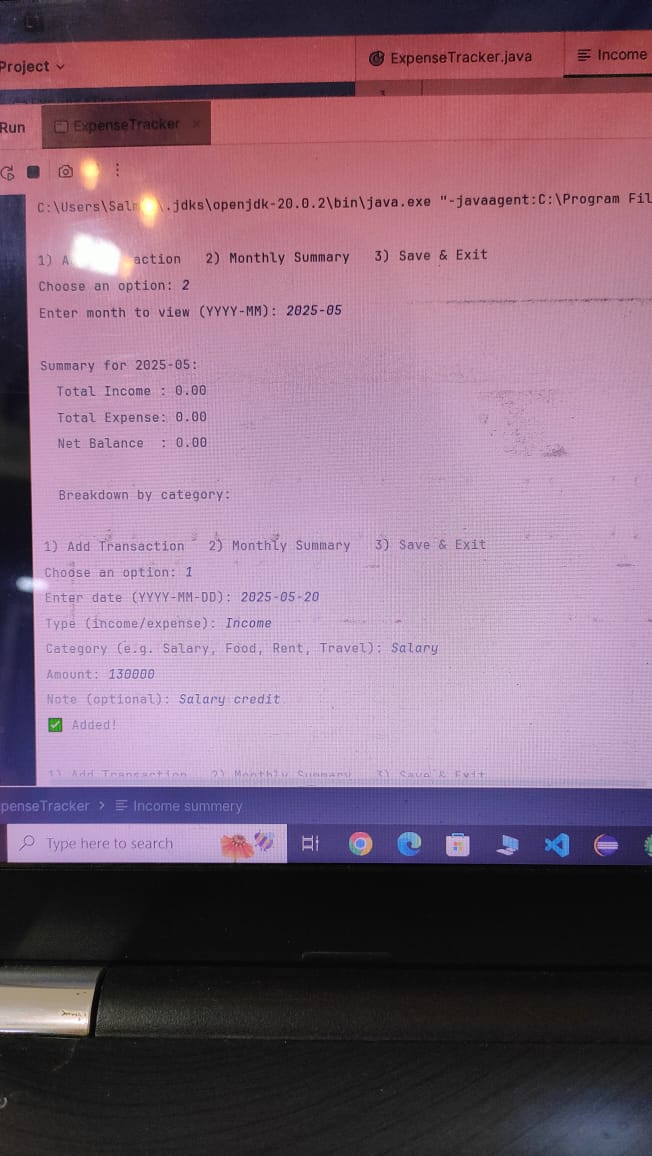 Project
ExpenseTracker.java
Income
Run
ExpenseTracker
C:\Users\Salm .jdks\openjdk-20.0.2\bin\java.exe "-javaagent:C:\Program Fil
1) A action 2) Monthly Summary 3) Save & Exit
Choose an option: 2
Enter month to view (YYYY-MM): 2025-05
Summary for 2025-05:
Total Income : 0.00
Total Expense: 0.00
Net Balance : 0.00
Breakdown by category:
1) Add Transaction 2) Monthly Summary 3) Save & Exit
Choose an option: 1
Enter date (YYYY-MM-DD): 2025-05-20
Type (income/expense): Income
Category (e.g. Salary, Food, Rent, Travel): Salary
Amount: 130000
Note (optional): Salary credit
✅ Added!
1) Add Transaction 2) Monthly Summary 3) Save & Exit
penseTracker > Income summery
Type here to search